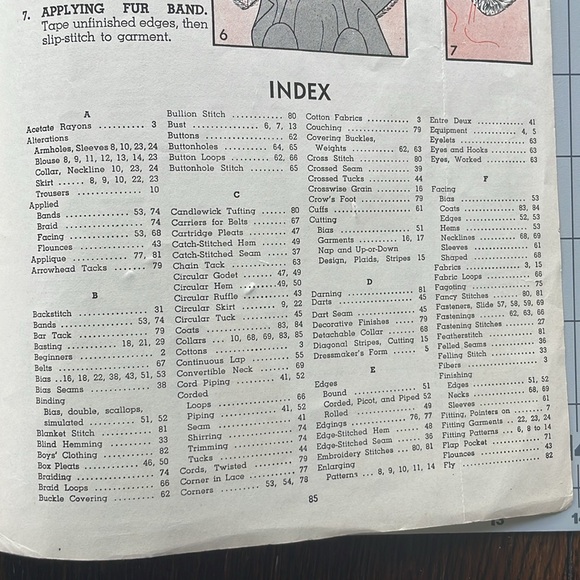 7. APPLYING FUR BAND.
Tape unfinished edges, then
slip-stitch to garment.
6
7
INDEX
A
Acetate Rayons .......... 3
Alterations
Armholes, Sleeves 8, 10, 23, 24
Blouse 8, 9, 11, 12, 13, 14, 23
Collar, Neckline 10, 23, 24
Skirt ....... 8, 9, 10, 22, 23
Trousers ................ 10
Applied
Bands ............... 53, 74
Braid ................... 74
Facing .............. 53, 68
Flounces ................ 43
Applique .............. 77, 81
Arrowhead Tacks ......... 79
B
Backstitch ............... 31
Bands ................ 53, 74
Bar Tack ................ 79
Basting ........... 18, 21, 29
Beginners ................ 2
Belts .................... 67
Bias ..16, 18, 22, 38, 43, 51, 53
Bias Seams .............. 38
Binding
Bias, double, scallops,
simulated ........... 51, 52
Blanket Stitch ........... 81
Blind Hemming ........... 33
Boys' Clothing ........... 82
Box Pleats ........... 46, 50
Braiding ................. 74
Braid Loops .............. 66
Buckle Covering .......... 62
Bullion Stitch ............ 80
Bust ................ 6, 7, 13
Buttons .................. 62
Buttonholes .......... 64, 65
Button Loops ......... 62, 66
Buttonhole Stitch ......... 65
C
Candlewick Tufting ....... 80
Carriers for Belts ........ 67
Cartridge Pleats ......... 47
Catch-Stitched Hem ...... 49
Catch-Stitched Seam ..... 37
Chain Tack .............. 63
Circular Godet ....... 47, 49
Circular Hem ......... 49, 50
Circular Ruffle ........... 43
Circular Skirt ......... 9, 22
Circular Tuck ............ 45
Coats ................ 83, 84
Collars ... 10, 68, 69, 83, 85
Cottons .................. 3
Continuous Lap .......... 55
Convertible Neck ......... 69
Cord Piping .......... 41, 52
Corded
Loops .................. 66
Piping .............. 41, 52
Seam ................... 41
Shirring ................. 74
Trimming ................ 74
Tucks ................... 44
Cords, Twisted ........... 79
Corner in Lace ........... 77
Corners .......... 53, 54, 78
Cotton Fabrics ........... 3
Couching ................ 79
Covering Buckles,
Weights ............. 62, 63
Cross Stitch ............. 80
Crossed Seam ........... 39
Crossed Tucks ........... 44
Crosswise Grain ......... 16
Crow's Foot ............. 79
Cuffs .................... 61
Cutting
Bias .................... 51
Garments ........... 16, 17
Nap and Up-or-Down
Design, Plaids, Stripes 15
D
Darning ................. 81
Darts .................... 45
Dart Seam ............... 45
Decorative Finishes ...... 79
Detachable Collar ........ 68
Diagonal Stripes, Cutting 15
Dressmaker's Form ....... 5
E
Edges
Bound .................. 51
Corded, Picot, and Piped 52
Rolled .................. 49
Edgings .............. 76, 77
Edge-Stitched Hem ....... 48
Edge-Stitched Seam ...... 36
Embroidery Stitches .. 80, 81
Enlarging
Patterns ... 8, 9, 10, 11, 14
Entre Deux .............. 41
Equipment ............. 4, 5
Eyelets .................. 63
Eyes and Hooks .......... 63
Eyes, Worked ............ 63
F
Facing
Bias .................... 53
Coats ............... 83, 84
Edges ............... 52, 53
Hems ................... 53
Necklines ........... 68, 69
Sleeves ................. 61
Shaped ................. 68
Fabrics ............... 3, 15
Fabric Loops ............. 66
Fagoting ................. 75
Fancy Stitches ........ 80, 81
Fasteners, Slide 57, 58, 59, 69
Fastenings ........ 62, 63, 66
Fastening Stitches ........ 27
Featherstitch ............. 81
Felled Seams ............ 36
Felling Stitch ............. 33
Fibers .................... 3
Finishing
Edges ............... 51, 52
Necks ............... 68, 69
Sleeves ................. 61
Fitting, Pointers on ........ 7
Fitting Garments .. 22, 23, 24
Fitting Patterns ... 6, 8 to 14
Flap Pocket .............. 71
Flounces ................. 43
Fly ...................... 82
85